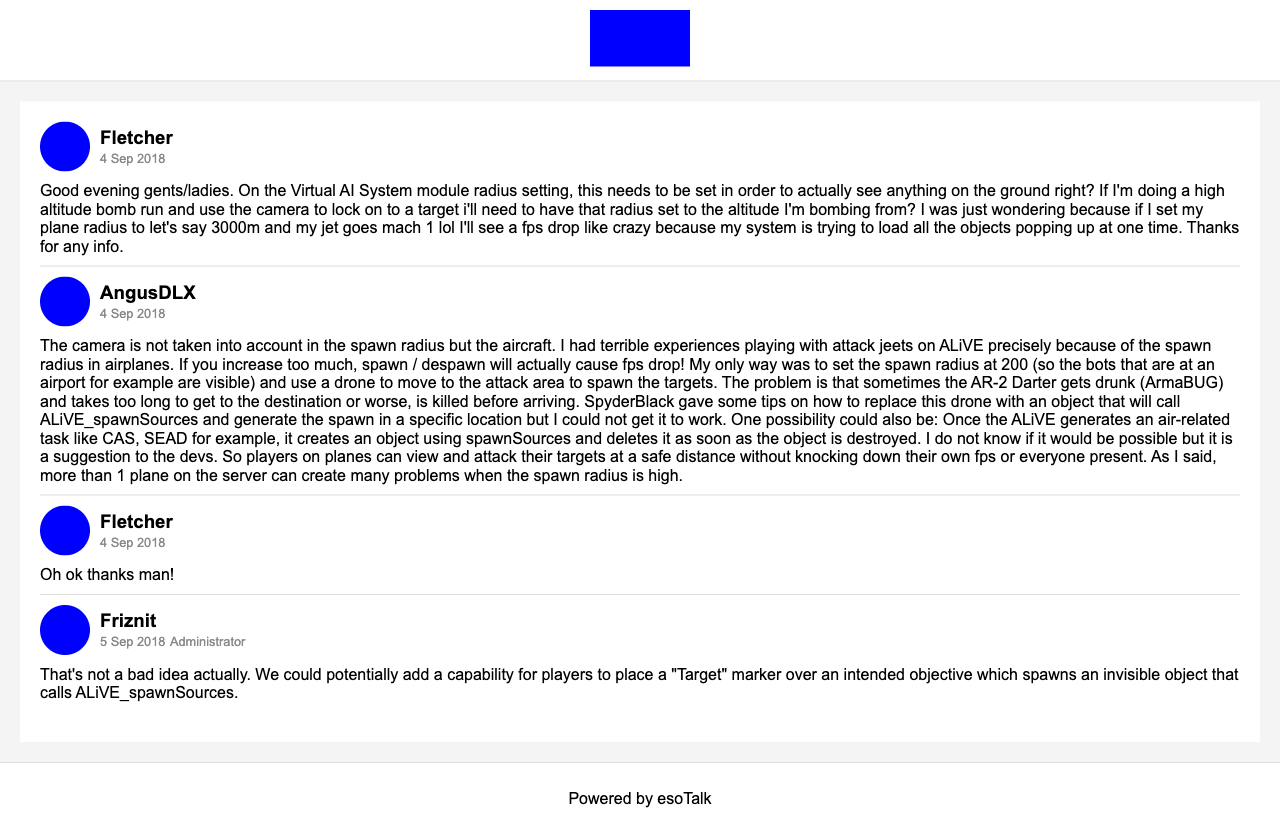 Fletcher
4 Sep 2018
Good evening gents/ladies. On the Virtual AI System module radius setting, this needs to be set in order to actually see anything on the ground right? If I'm doing a high
altitude bomb run and use the camera to lock on to a target i'll need to have that radius set to the altitude I'm bombing from? I was just wondering because if I set my
plane radius to let's say 3000m and my jet goes mach 1 lol I'll see a fps drop like crazy because my system is trying to load all the objects popping up at one time. Thanks
for any info.
AngusDLX
4 Sep 2018
The camera is not taken into account in the spawn radius but the aircraft. I had terrible experiences playing with attack jeets on ALiVE precisely because of the spawn
radius in airplanes. If you increase too much, spawn / despawn will actually cause fps drop! My only way was to set the spawn radius at 200 (so the bots that are at an
airport for example are visible) and use a drone to move to the attack area to spawn the targets. The problem is that sometimes the AR-2 Darter gets drunk (ArmaBUG)
and takes too long to get to the destination or worse, is killed before arriving. SpyderBlack gave some tips on how to replace this drone with an object that will call
ALiVE_spawnSources and generate the spawn in a specific location but I could not get it to work. One possibility could also be: Once the ALiVE generates an air-related
task like CAS, SEAD for example, it creates an object using spawnSources and deletes it as soon as the object is destroyed. I do not know if it would be possible but it is
a suggestion to the devs. So players on planes can view and attack their targets at a safe distance without knocking down their own fps or everyone present. As I said,
more than 1 plane on the server can create many problems when the spawn radius is high.
Fletcher
4 Sep 2018
Oh ok thanks man!
Friznit
5 Sep 2018 Administrator
That's not a bad idea actually. We could potentially add a capability for players to place a "Target" marker over an intended objective which spawns an invisible object that
calls ALiVE_spawnSources.
Powered by esoTalk